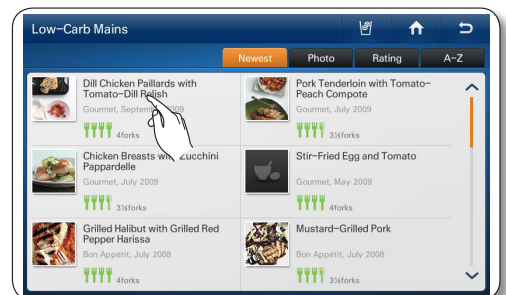 Low-Carb Mains
Newest Photo Rating A-Z
Dill Chicken Paillards with
Tomato-Dill Relish
Gourmet, September 2009
4forks
Pork Tenderloin with Tomato-
Peach Compote
Gourmet, July 2009
3½forks
Chicken Breasts with Zucchini
Pappardelle
Gourmet, July 2009
3½forks
Stir-Fried Egg and Tomato
Gourmet, May 2009
4forks
Grilled Halibut with Grilled Red
Pepper Harissa
Bon Appétit, July 2008
4forks
Mustard-Grilled Pork
Bon Appétit, July 2008
3½forks